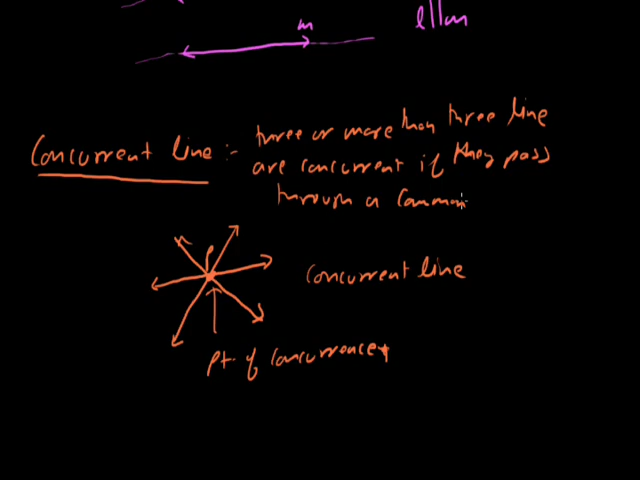 m
l||m
Concurrent line :- three or more than three line
are concurrent if they pass
through a common
P
concurrent line
Pt. of concurrence